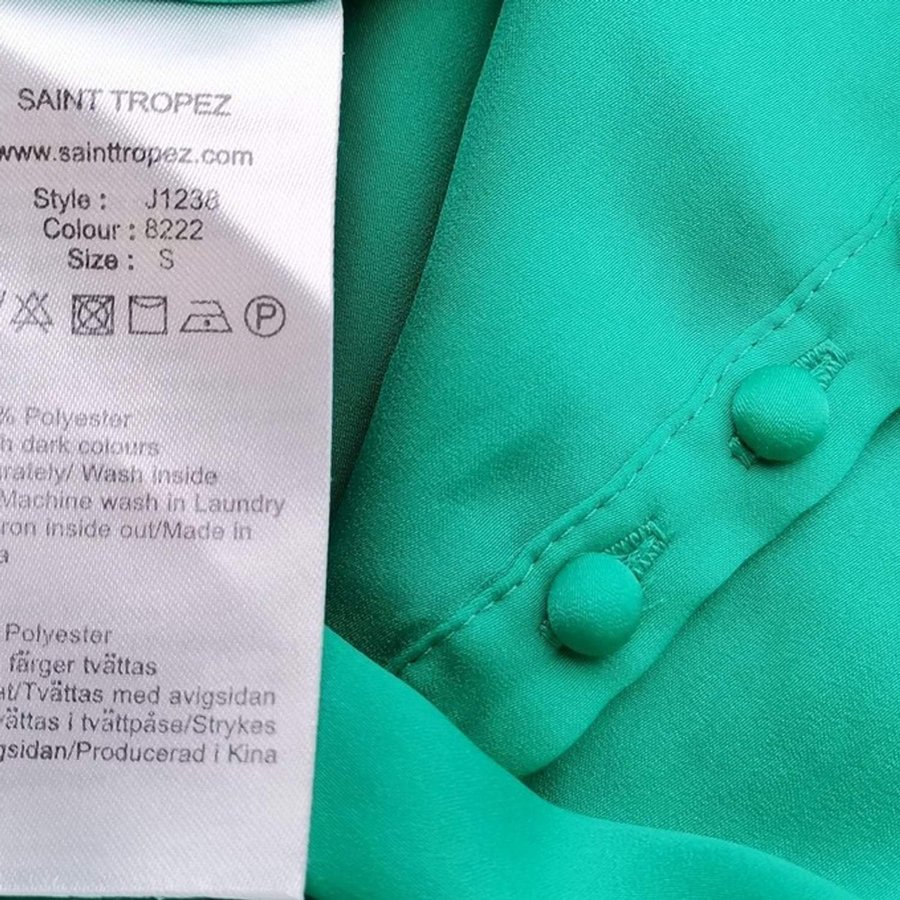 SAINT TROPEZ
www.sainttropez.com
Style : J1238
Colour : 8222
Size : S
P
% Polyester
h dark colours
rately/ Wash inside
Machine wash in Laundry
ron inside out/Made in
a
Polyester
färger tvättas
at/Tvättas med avigsidan
vättas i tvättpåse/Strykes
gsidan/Producerad i Kina